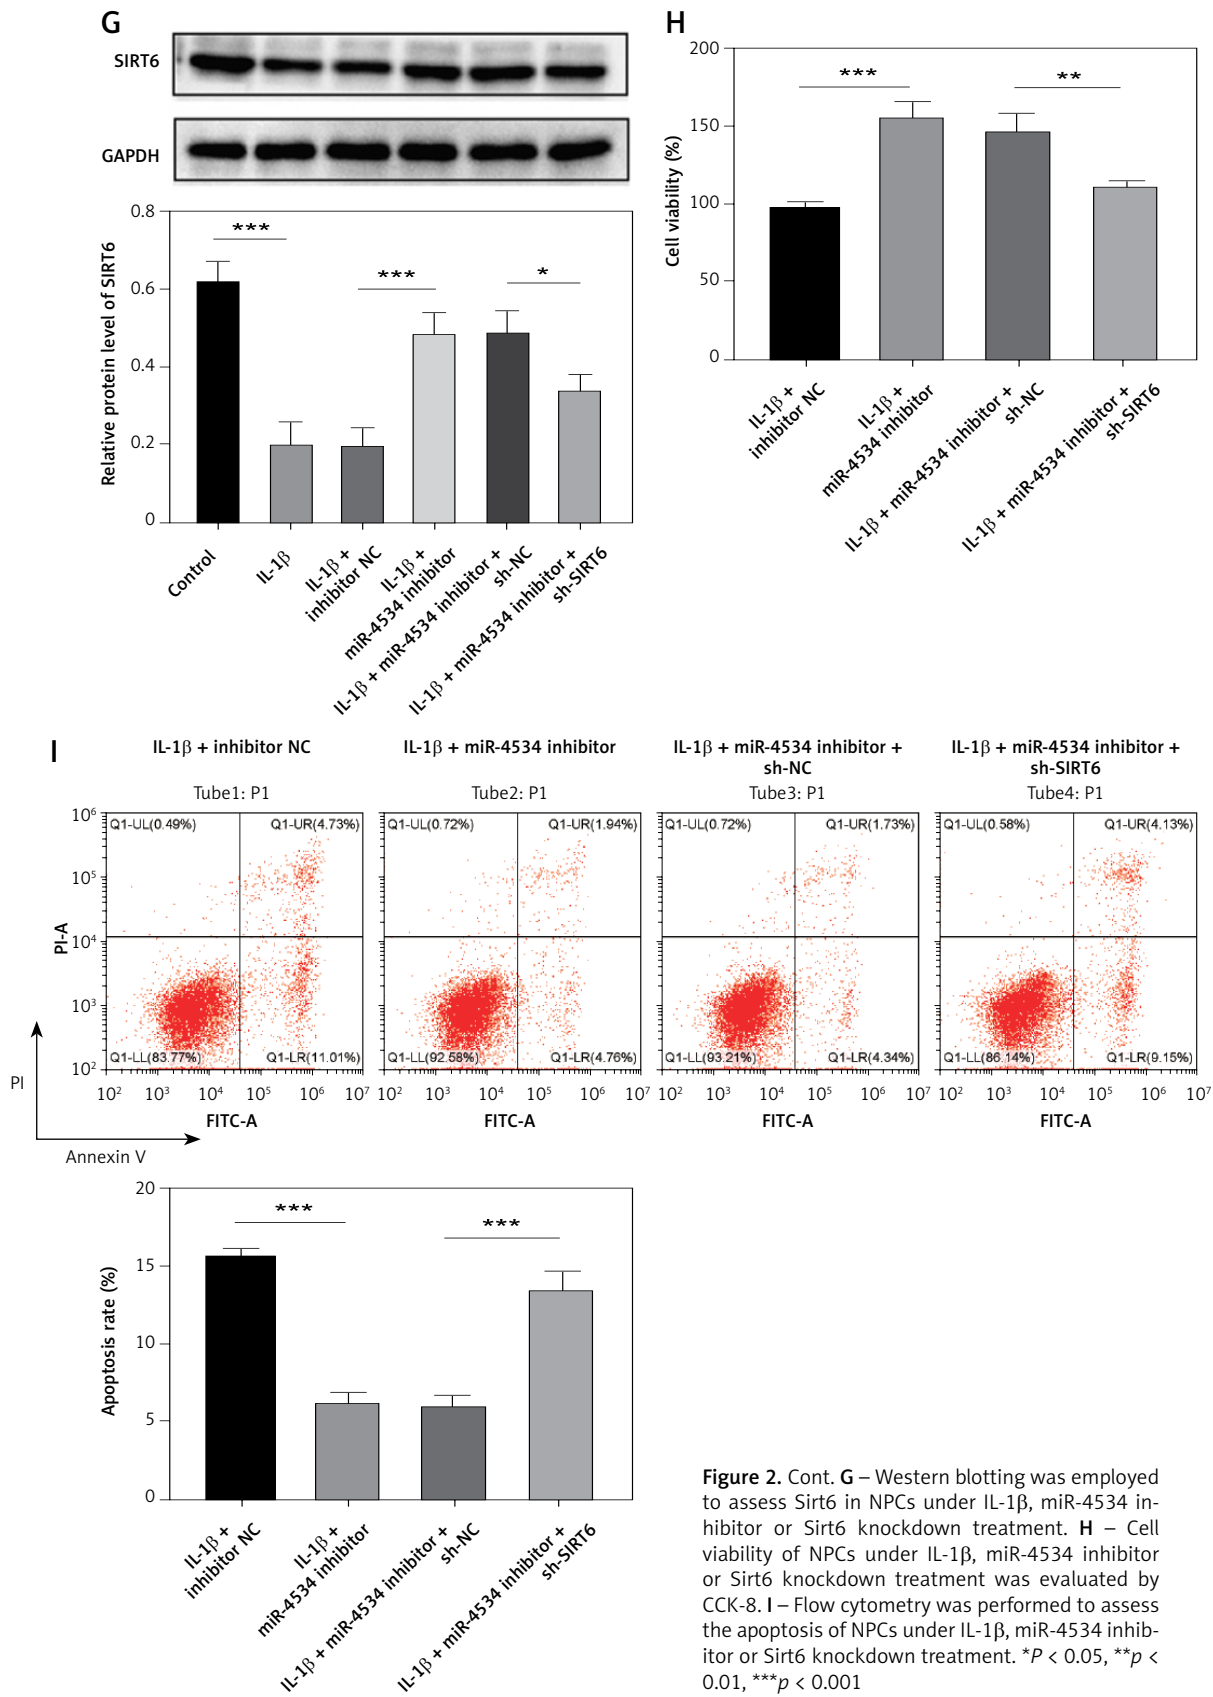 G
SIRT6
GAPDH
Relative protein level of SIRT6
0.8
0.6
0.4
0.2
0
***
***
*
Control
IL-1β
IL-1β +
inhibitor NC
IL-1β +
miR-4534 inhibitor
IL-1β + miR-4534 inhibitor +
sh-NC
IL-1β + miR-4534 inhibitor +
sh-SIRT6
H
Cell viability (%)
200
150
100
50
0
***
**
IL-1β +
inhibitor NC
IL-1β +
miR-4534 inhibitor
IL-1β + miR-4534 inhibitor +
sh-NC
IL-1β + miR-4534 inhibitor +
sh-SIRT6
I
IL-1β + inhibitor NC
Tube1: P1
Q1-UL(0.49%)
Q1-UR(4.73%)
Q1-LL(83.77%)
Q1-LR(11.01%)
PI-A
10⁶
10⁵
10⁴
10³
10²
10² 10³ 10⁴ 10⁵ 10⁶ 10⁷
FITC-A
IL-1β + miR-4534 inhibitor
Tube2: P1
Q1-UL(0.72%)
Q1-UR(1.94%)
Q1-LL(92.58%)
Q1-LR(4.76%)
10² 10³ 10⁴ 10⁵ 10⁶ 10⁷
FITC-A
IL-1β + miR-4534 inhibitor +
sh-NC
Tube3: P1
Q1-UL(0.72%)
Q1-UR(1.73%)
Q1-LL(93.21%)
Q1-LR(4.34%)
10² 10³ 10⁴ 10⁵ 10⁶ 10⁷
FITC-A
IL-1β + miR-4534 inhibitor +
sh-SIRT6
Tube4: P1
Q1-UL(0.58%)
Q1-UR(4.13%)
Q1-LL(86.14%)
Q1-LR(9.15%)
10² 10³ 10⁴ 10⁵ 10⁶ 10⁷
FITC-A
PI
Annexin V
Apoptosis rate (%)
20
15
10
5
0
***
***
IL-1β +
inhibitor NC
IL-1β +
miR-4534 inhibitor
IL-1β + miR-4534 inhibitor +
sh-NC
IL-1β + miR-4534 inhibitor +
sh-SIRT6
Figure 2. Cont. G – Western blotting was employed
to assess Sirt6 in NPCs under IL-1β, miR-4534 in-
hibitor or Sirt6 knockdown treatment. H – Cell
viability of NPCs under IL-1β, miR-4534 inhibitor
or Sirt6 knockdown treatment was evaluated by
CCK-8. I – Flow cytometry was performed to assess
the apoptosis of NPCs under IL-1β, miR-4534 inhib-
itor or Sirt6 knockdown treatment. *P < 0.05, **p <
0.01, ***p < 0.001